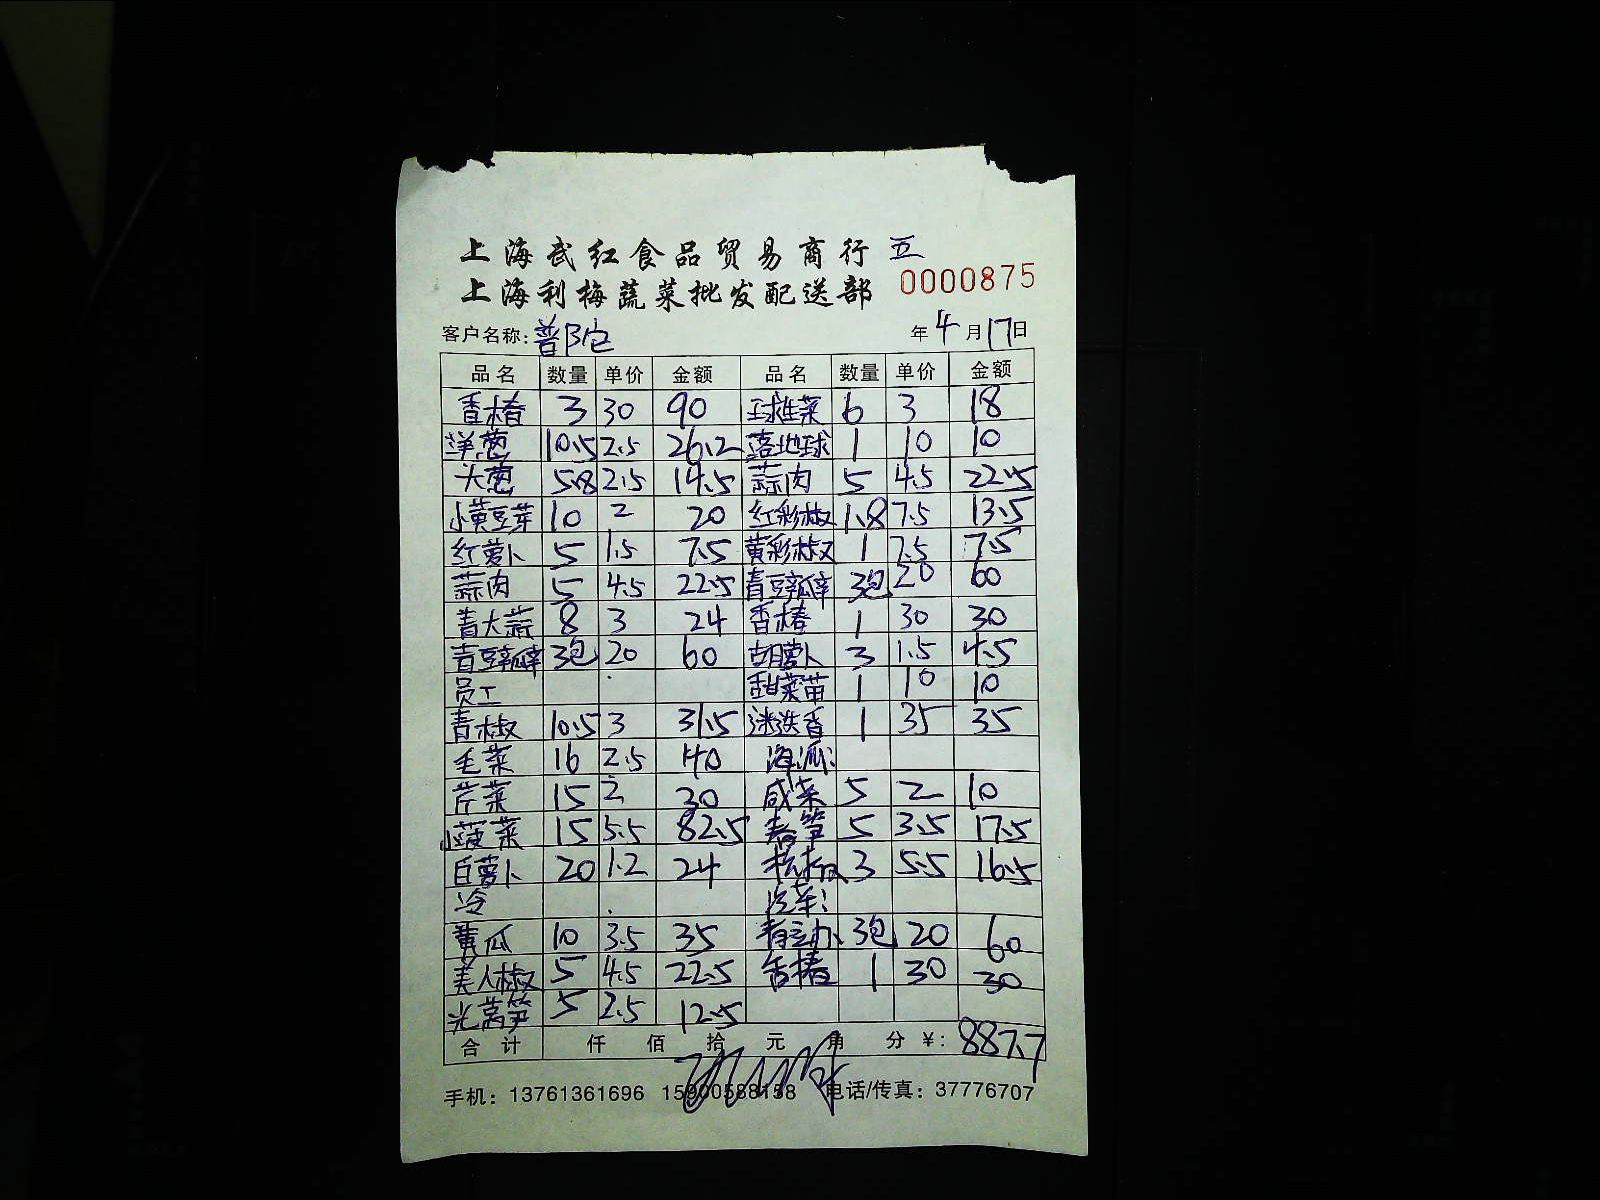 上海武红食品贸易商行 五
上海利梅蔬菜批发配送部 0000875
客户名称: 普陀 年 4 月 17 日
品名 数量 单价 金额 品名 数量 单价 金额
香椿 3 30 90 球生菜 6 3 18
洋葱 10.5 2.5 26.2 落地球 1 10 10
大葱 5.8 2.5 14.5 蒜肉 5 4.5 22.5
小黄豆芽 10 2 20 红彩椒 1.8 7.5 13.5
红萝卜 5 1.5 7.5 黄彩椒 1 7.5 7.5
蒜肉 5 4.5 22.5 青豆瓣 3包 20 60
青大蒜 8 3 24 香椿 1 30 30
青豆瓣 3包 20 60 胡萝卜 3 1.5 4.5
员工 甜菜苗 1 10 10
青椒 10.5 3 31.5 迷迭香 1 35 35
毛菜 16 2.5 40 海派:
芹菜 15 2 30 咸菜 5 2 10
小菠菜 15 5.5 82.5 春笋 5 3.5 17.5
白萝卜 20 1.2 24 3 5.5 16.5
冷 汽车:
黄瓜 10 3.5 35 青豆办 3包 20 60
美人椒 5 4.5 22.5 香椿 1 30 30
光莴笋 5 2.5 12.5
合计 仟 佰 拾 元 角 分 ¥: 887.7
手机: 13761361696 15900588158 电话/传真: 37776707